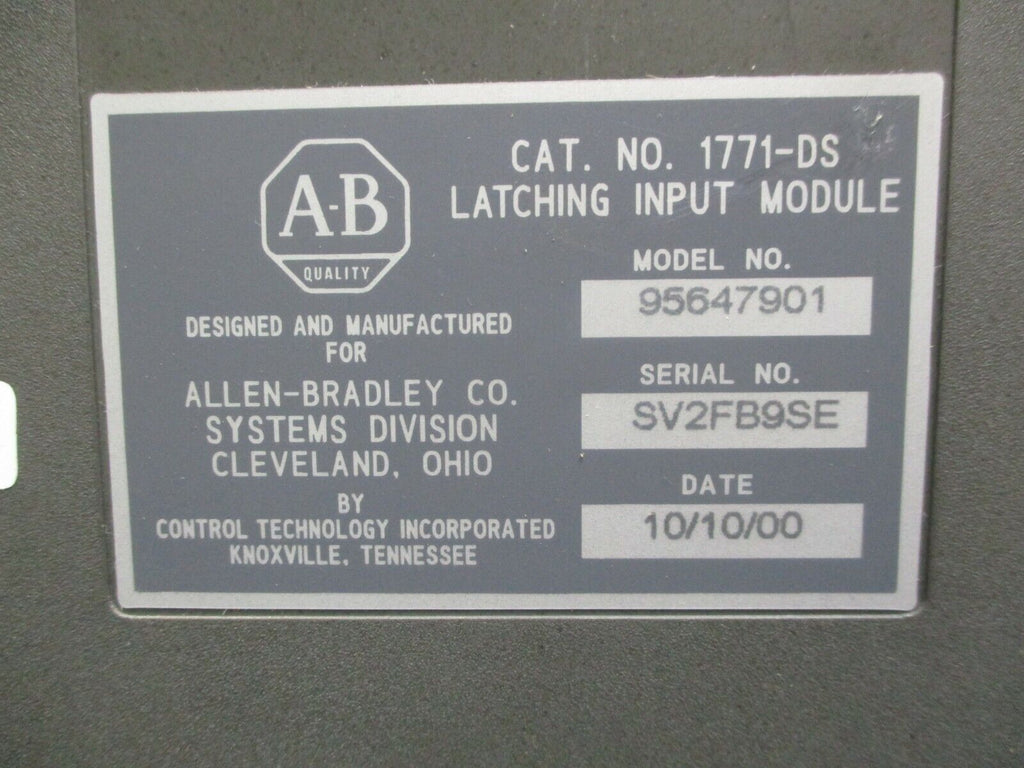 A-B
QUALITY
DESIGNED AND MANUFACTURED
FOR
ALLEN-BRADLEY CO.
SYSTEMS DIVISION
CLEVELAND, OHIO
BY
CONTROL TECHNOLOGY INCORPORATED
KNOXVILLE, TENNESSEE
CAT. NO. 1771-DS
LATCHING INPUT MODULE
MODEL NO.
95647901
SERIAL NO.
SV2FB9SE
DATE
10/10/00